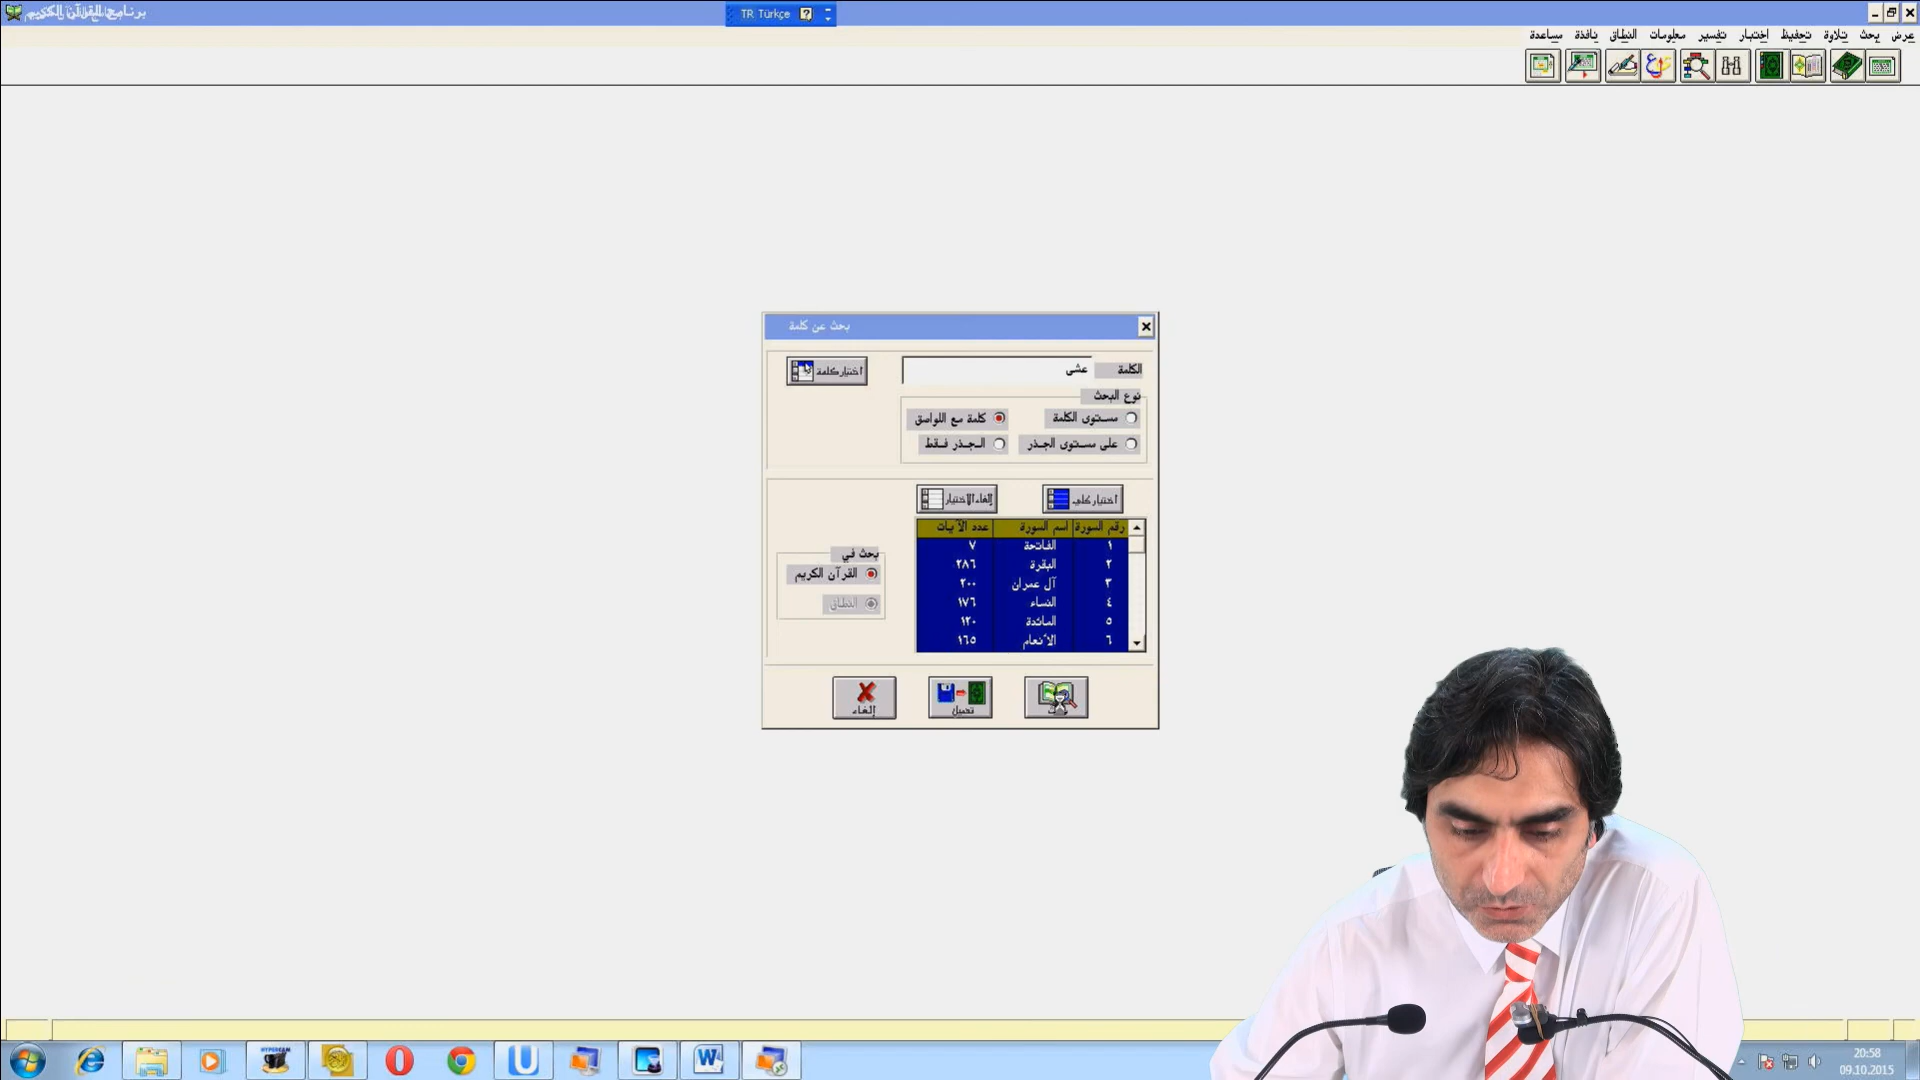 برنامج القرآن الكريم
TR Türkçe
عرض بحث تلاوة تحفيظ اختبار تفسير معلومات النطاق نافذة مساعدة
بحث عن كلمة
الكلمة عشى اختيار كلمة
نوع البحث
مستوى الكلمة كلمة مع اللواصق
على مستوى الجذر الجذر فقط
اختيار كلي إلغاء الاختيار
رقم السورة اسم السورة عدد الآيات
١ الفاتحة ٧
٢ البقرة ٢٨٦
٣ آل عمران ٢٠٠
٤ النساء ١٧٦
٥ المائدة ١٢٠
٦ الأنعام ١٦٥
بحث في
القرآن الكريم
النطاق
تحميل إلغاء
HYPERCAM
20:58
09.10.2015